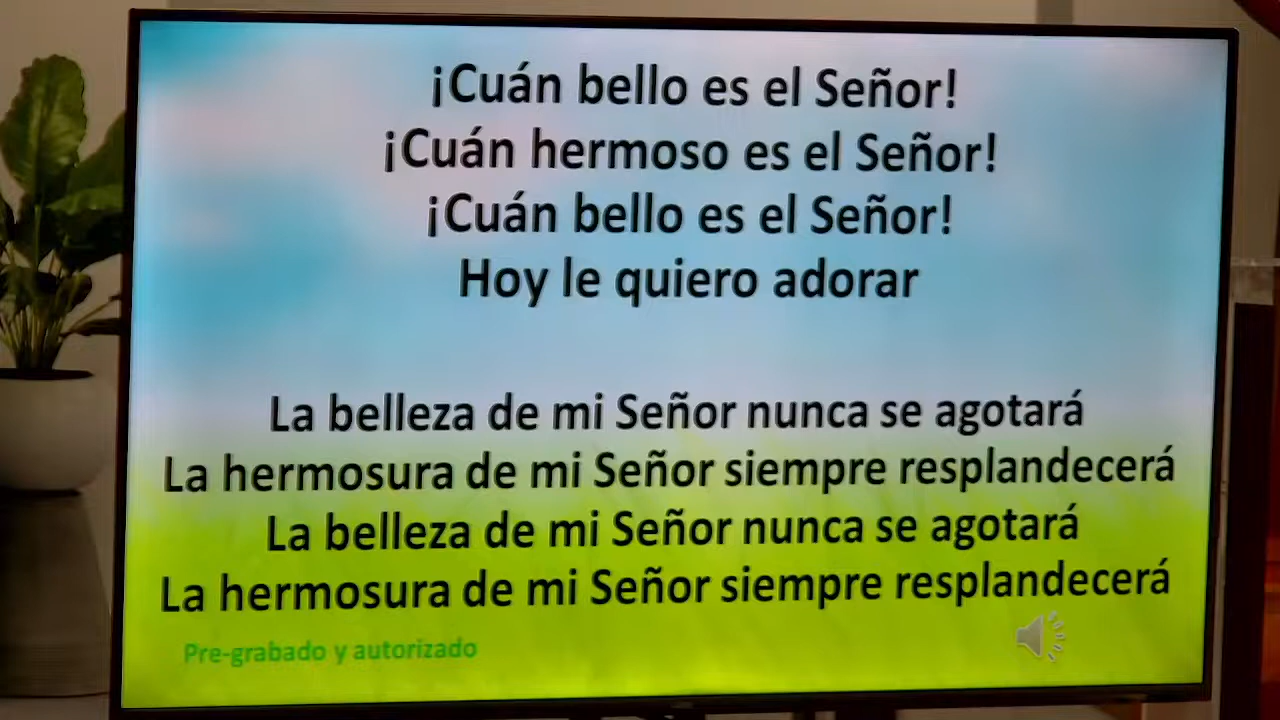 ¡Cuán bello es el Señor!
¡Cuán hermoso es el Señor!
¡Cuán bello es el Señor!
Hoy le quiero adorar
La belleza de mi Señor nunca se agotará
La hermosura de mi Señor siempre resplandecerá
La belleza de mi Señor nunca se agotará
La hermosura de mi Señor siempre resplandecerá
Pre-grabado y autorizado